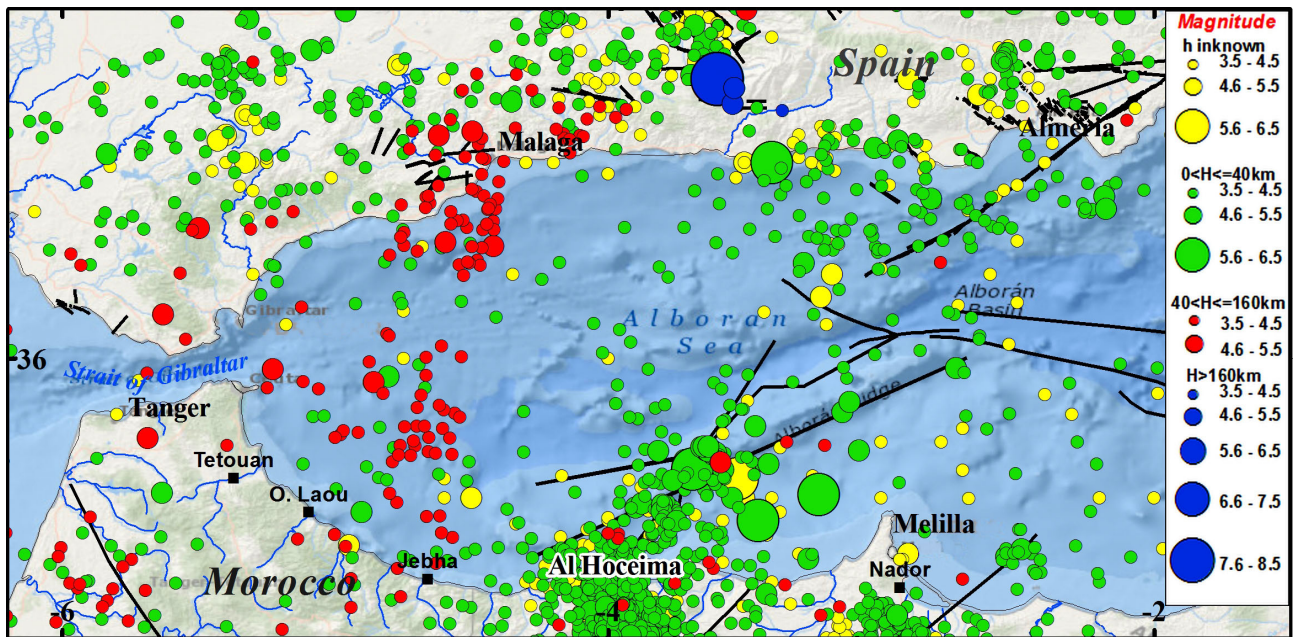 Spain
Malaga
Almeria
Gibraltar
Alborán
Basin
Alboran
Sea
-36
Strait of Gibraltar
Ceuta
Tanger
Alborán Ridge
Tetouan
O. Laou
Melilla
Jebha
Al Hoceima
Nador
Morocco
-6
-4
-2
Magnitude
h inknown
3.5 - 4.5
4.6 - 5.5
5.6 - 6.5
0<H<=40km
3.5 - 4.5
4.6 - 5.5
5.6 - 6.5
40<H<=160km
3.5 - 4.5
4.6 - 5.5
H>160km
3.5 - 4.5
4.6 - 5.5
5.6 - 6.5
6.6 - 7.5
7.6 - 8.5